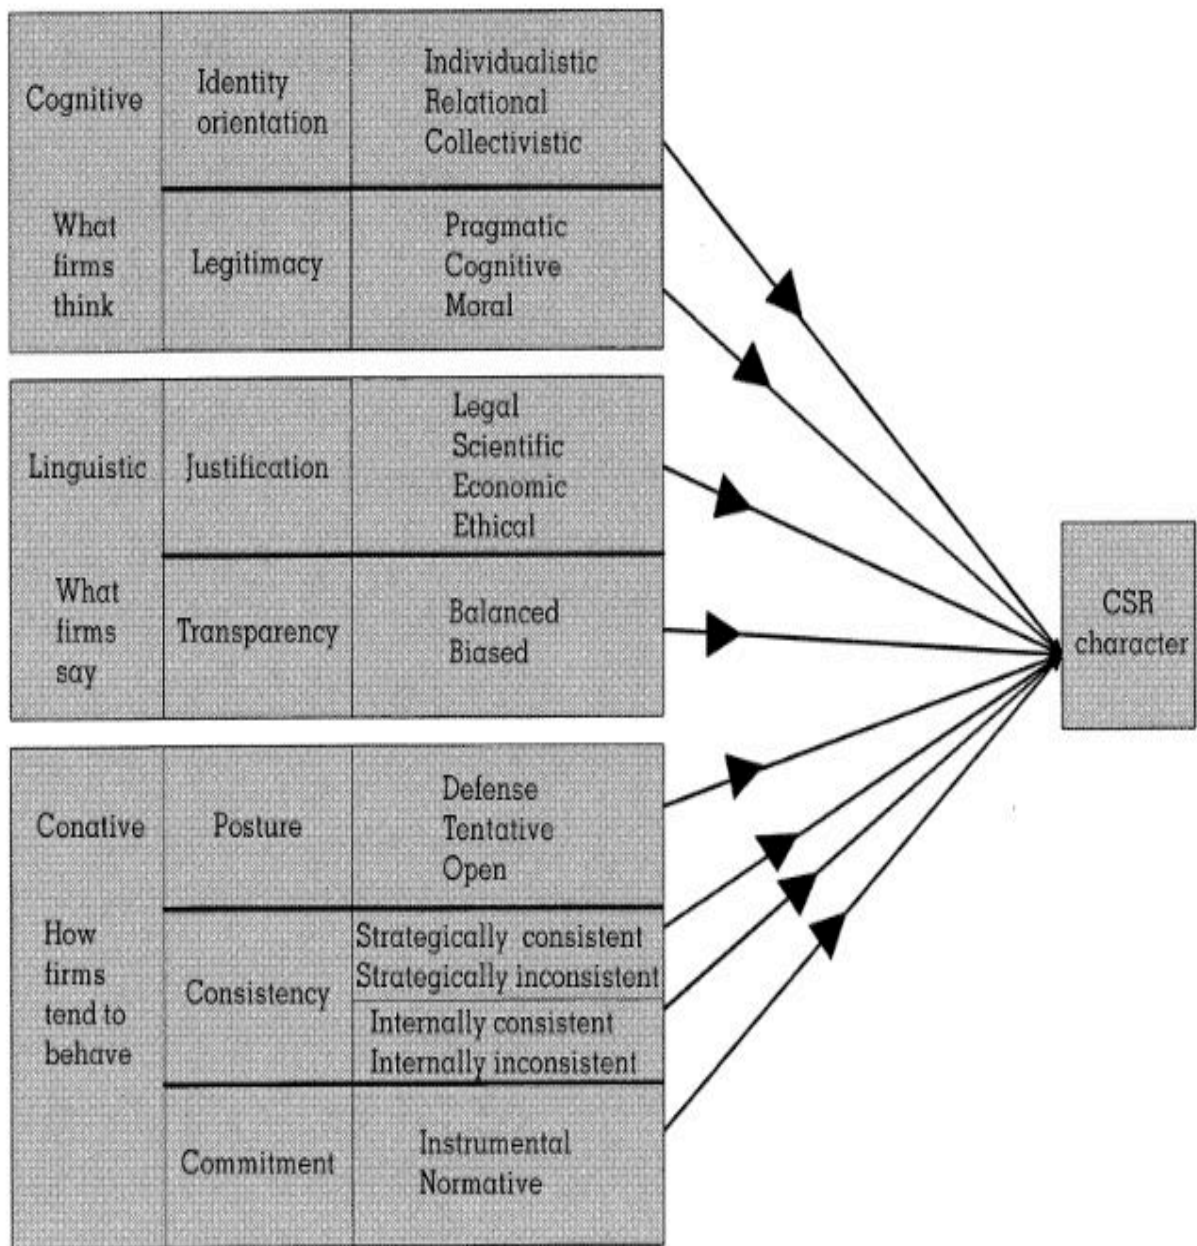 Cognitive
What
firms
think
Identity
orientation
Individualistic
Relational
Collectivistic
Legitimacy
Pragmatic
Cognitive
Moral
Linguistic
What
firms
say
Justification
Legal
Scientific
Economic
Ethical
Transparency
Balanced
Biased
Conative
How
firms
tend to
behave
Posture
Defense
Tentative
Open
Consistency
Strategically consistent
Strategically inconsistent
Internally consistent
Internally inconsistent
Commitment
Instrumental
Normative
CSR
character